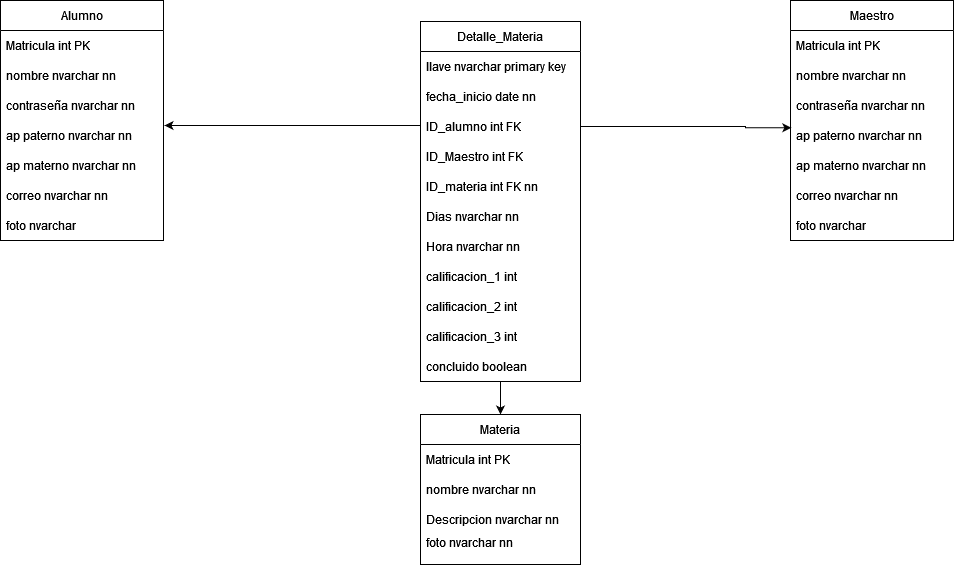 Alumno
Matricula int PK
nombre nvarchar nn
contraseña nvarchar nn
ap paterno nvarchar nn
ap materno nvarchar nn
correo nvarchar nn
foto nvarchar
Detalle_Materia
llave nvarchar primary key
fecha_inicio date nn
ID_alumno int FK
ID_Maestro int FK
ID_materia int FK nn
Dias nvarchar nn
Hora nvarchar nn
calificacion_1 int
calificacion_2 int
calificacion_3 int
concluido boolean
Maestro
Matricula int PK
nombre nvarchar nn
contraseña nvarchar nn
ap paterno nvarchar nn
ap materno nvarchar nn
correo nvarchar nn
foto nvarchar
Materia
Matricula int PK
nombre nvarchar nn
Descripcion nvarchar nn
foto nvarchar nn